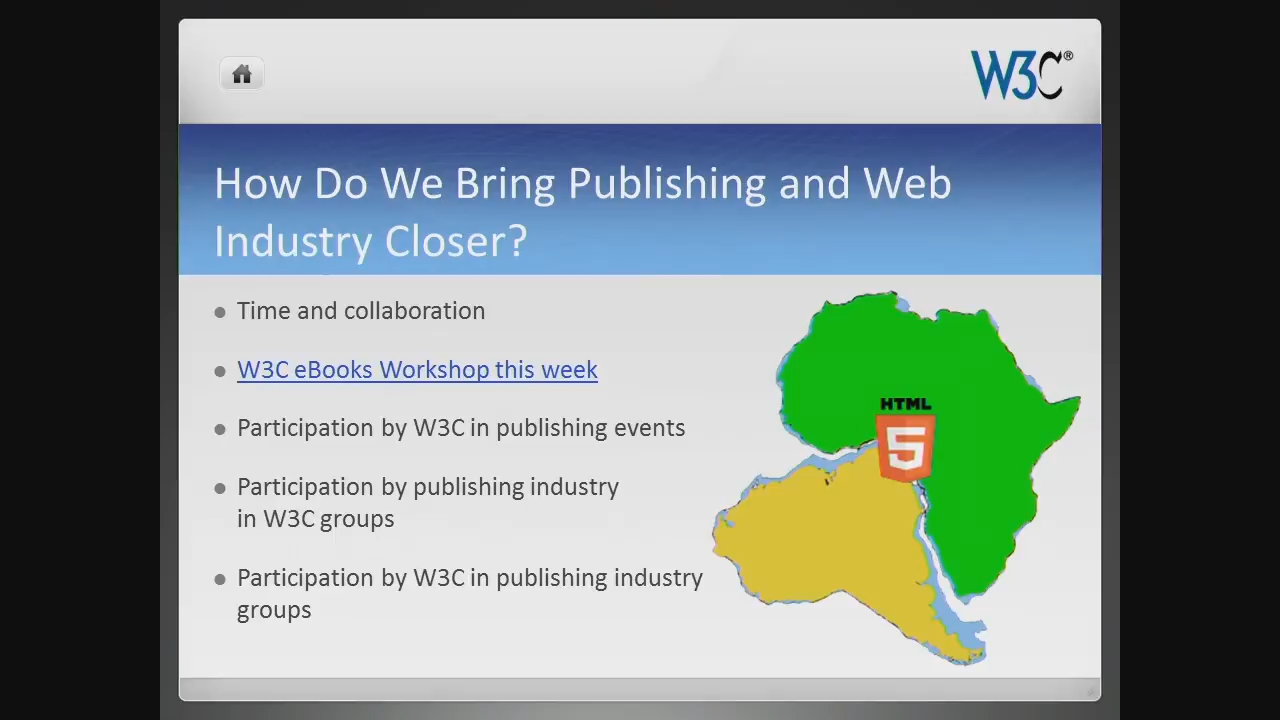 W3C®
How Do We Bring Publishing and Web
Industry Closer?
Time and collaboration
W3C eBooks Workshop this week
Participation by W3C in publishing events
Participation by publishing industry
in W3C groups
Participation by W3C in publishing industry
groups
HTML
5